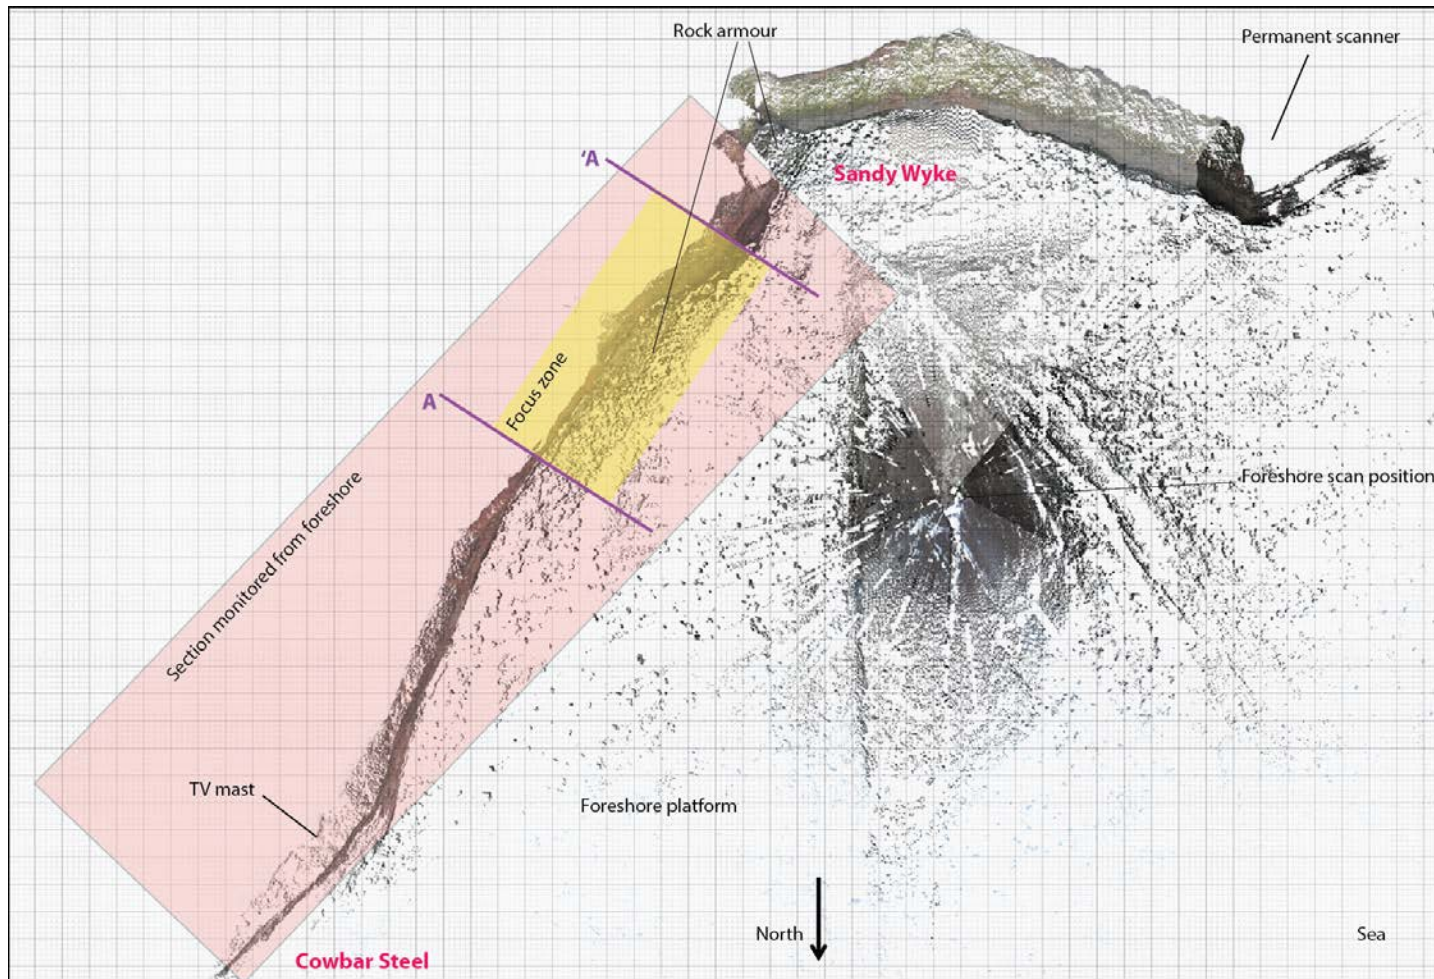 Rock armour
Permanent scanner
'A
Sandy Wyke
Focus zone
A
Foreshore scan position
Section monitored from foreshore
TV mast
Foreshore platform
North
Sea
Cowbar Steel